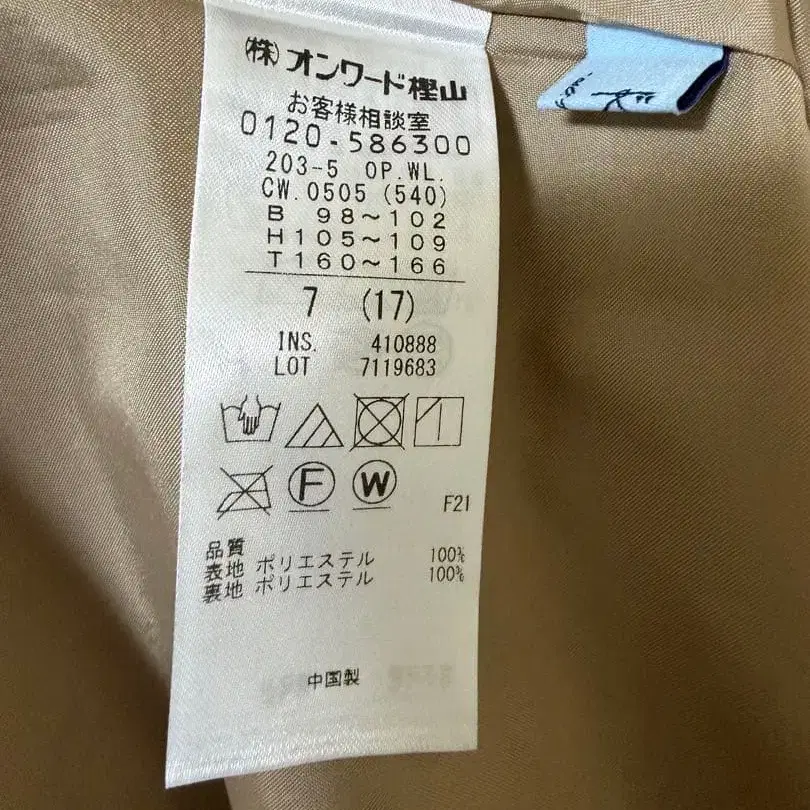 (株)オンワード樫山
お客様相談室
0120-586300
203-5 OP.WL.
CW.0505 (540)
B 98~102
H105~109
T160~166
7 (17)
INS. 410888
LOT 7119683
F W
F21
品質
表地 ポリエステル 100%
裏地 ポリエステル 100%
中国製